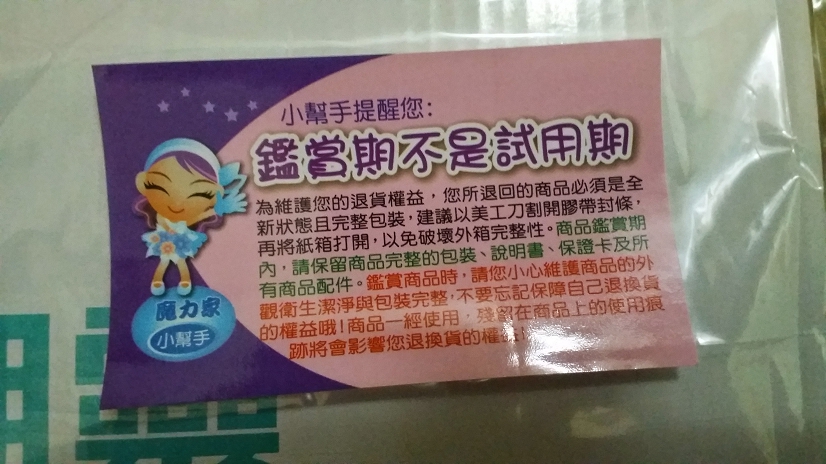 小幫手提醒您:
鑑賞期不是試用期
為維護您的退貨權益，您所退回的商品必須是全
新狀態且完整包裝，建議以美工刀割開膠帶封條，
再將紙箱打開，以免破壞外箱完整性。商品鑑賞期
內，請保留商品完整的包裝、說明書、保證卡及所
有商品配件。鑑賞商品時，請您小心維護商品的外
觀衛生潔淨與包裝完整，不要忘記保障自己退換貨
的權益哦！商品一經使用，殘留在商品上的使用痕
跡將會影響您退換貨的權益！
魔力家
小幫手